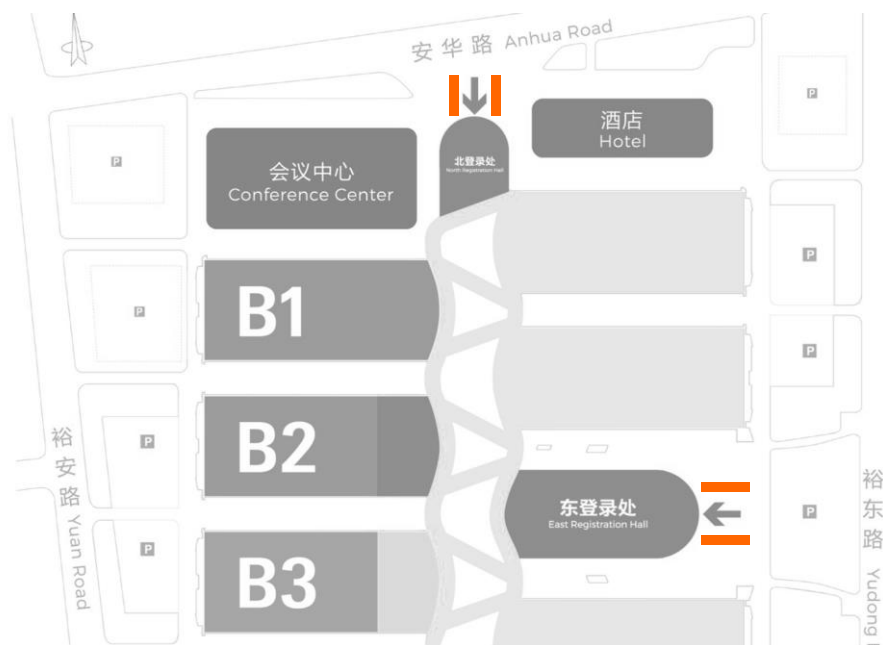 安华路 Anhua Road
酒店
Hotel
P
北登录处
North Registration Hall
会议中心
Conference Center
P
P
B1
P
P
裕安路 Yuan Road
B2
P
东登录处
East Registration Hall
P
裕东路 Yudong
B3
P